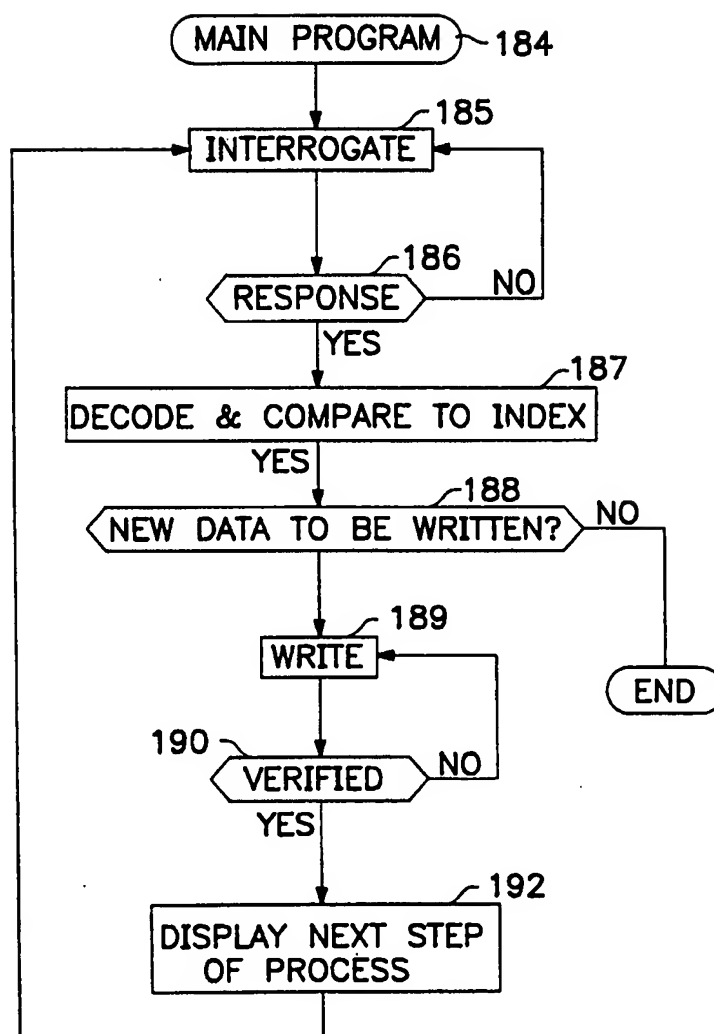 MAIN PROGRAM
184
185
INTERROGATE
186
RESPONSE
NO
YES
187
DECODE & COMPARE TO INDEX
YES
188
NEW DATA TO BE WRITTEN?
NO
189
WRITE
END
190
VERIFIED
NO
YES
192
DISPLAY NEXT STEP
OF PROCESS